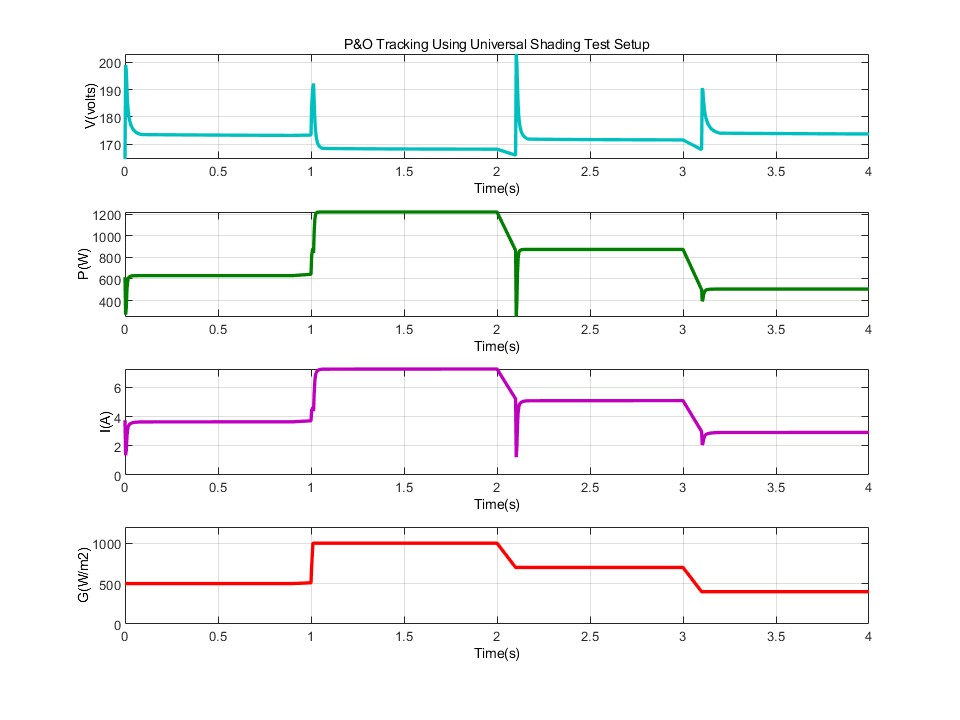 P&O Tracking Using Universal Shading Test Setup
200
190
180
170
V(volts)
0 0.5 1 1.5 2 2.5 3 3.5 4
Time(s)
1200
1000
800
600
400
P(W)
0 0.5 1 1.5 2 2.5 3 3.5 4
Time(s)
6
4
2
0
I(A)
0 0.5 1 1.5 2 2.5 3 3.5 4
Time(s)
1000
500
0
G(W/m2)
0 0.5 1 1.5 2 2.5 3 3.5 4
Time(s)